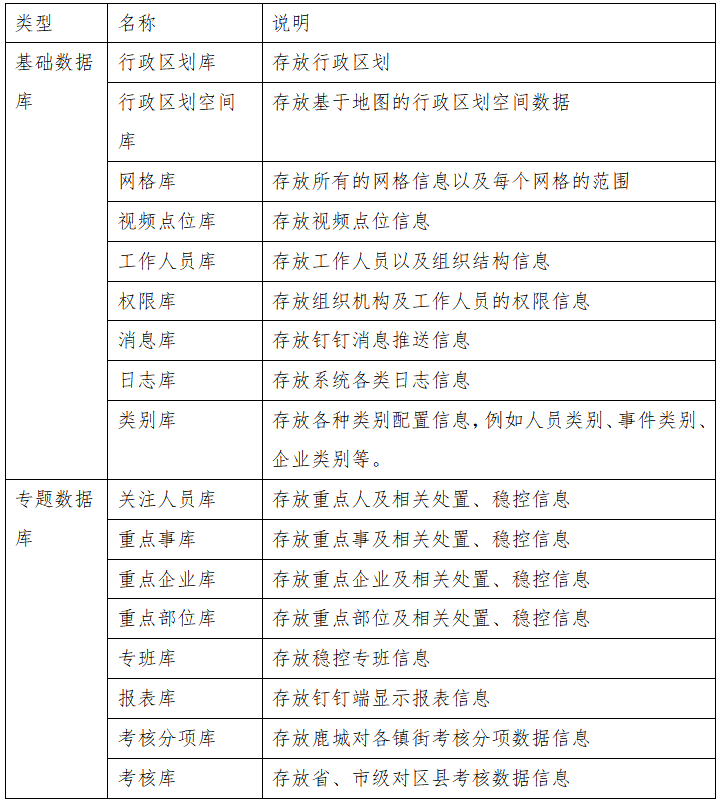 类型 名称 说明
基础数据 行政区划库 存放行政区划
库 行政区划空间 存放基于地图的行政区划空间数据
库
网格库 存放所有的网格信息以及每个网格的范围
视频点位库 存放视频点位信息
工作人员库 存放工作人员以及组织结构信息
权限库 存放组织机构及工作人员的权限信息
消息库 存放钉钉消息推送信息
日志库 存放系统各类日志信息
类别库 存放各种类别配置信息，例如人员类别、事件类别、
企业类别等。
专题数据 关注人员库 存放重点人及相关处置、稳控信息
库 重点事库 存放重点事及相关处置、稳控信息
重点企业库 存放重点企业及相关处置、稳控信息
重点部位库 存放重点部位及相关处置、稳控信息
专班库 存放稳控专班信息
报表库 存放钉钉端显示报表信息
考核分项库 存放鹿城对各镇街考核分项数据信息
考核库 存放省、市级对区县考核数据信息